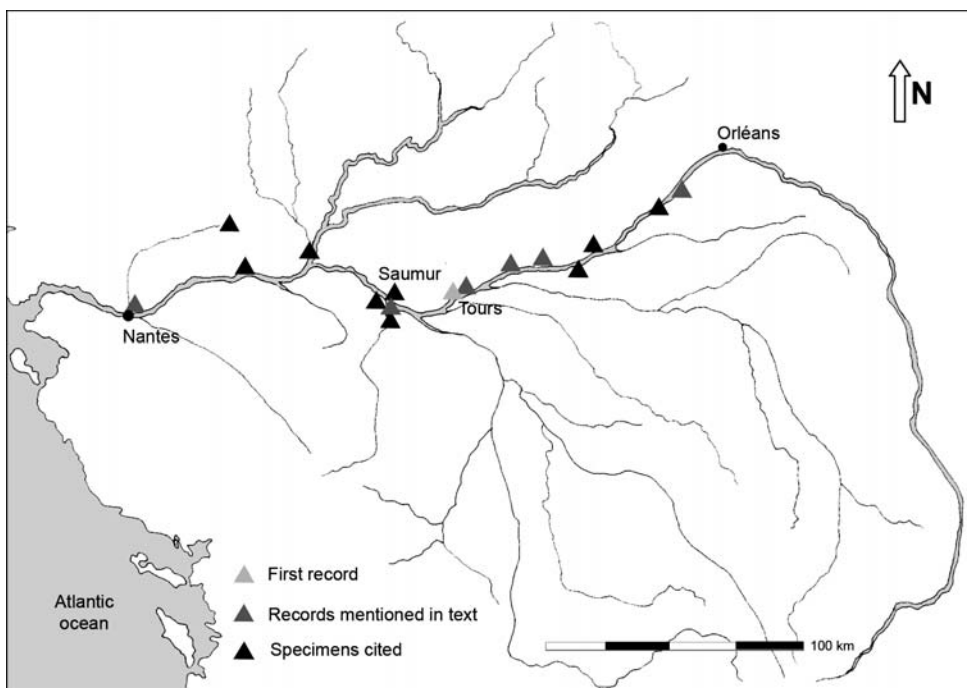 N
Orléans
Saumur
Tours
Nantes
First record
Records mentioned in text
Specimens cited
Atlantic
ocean
100 km